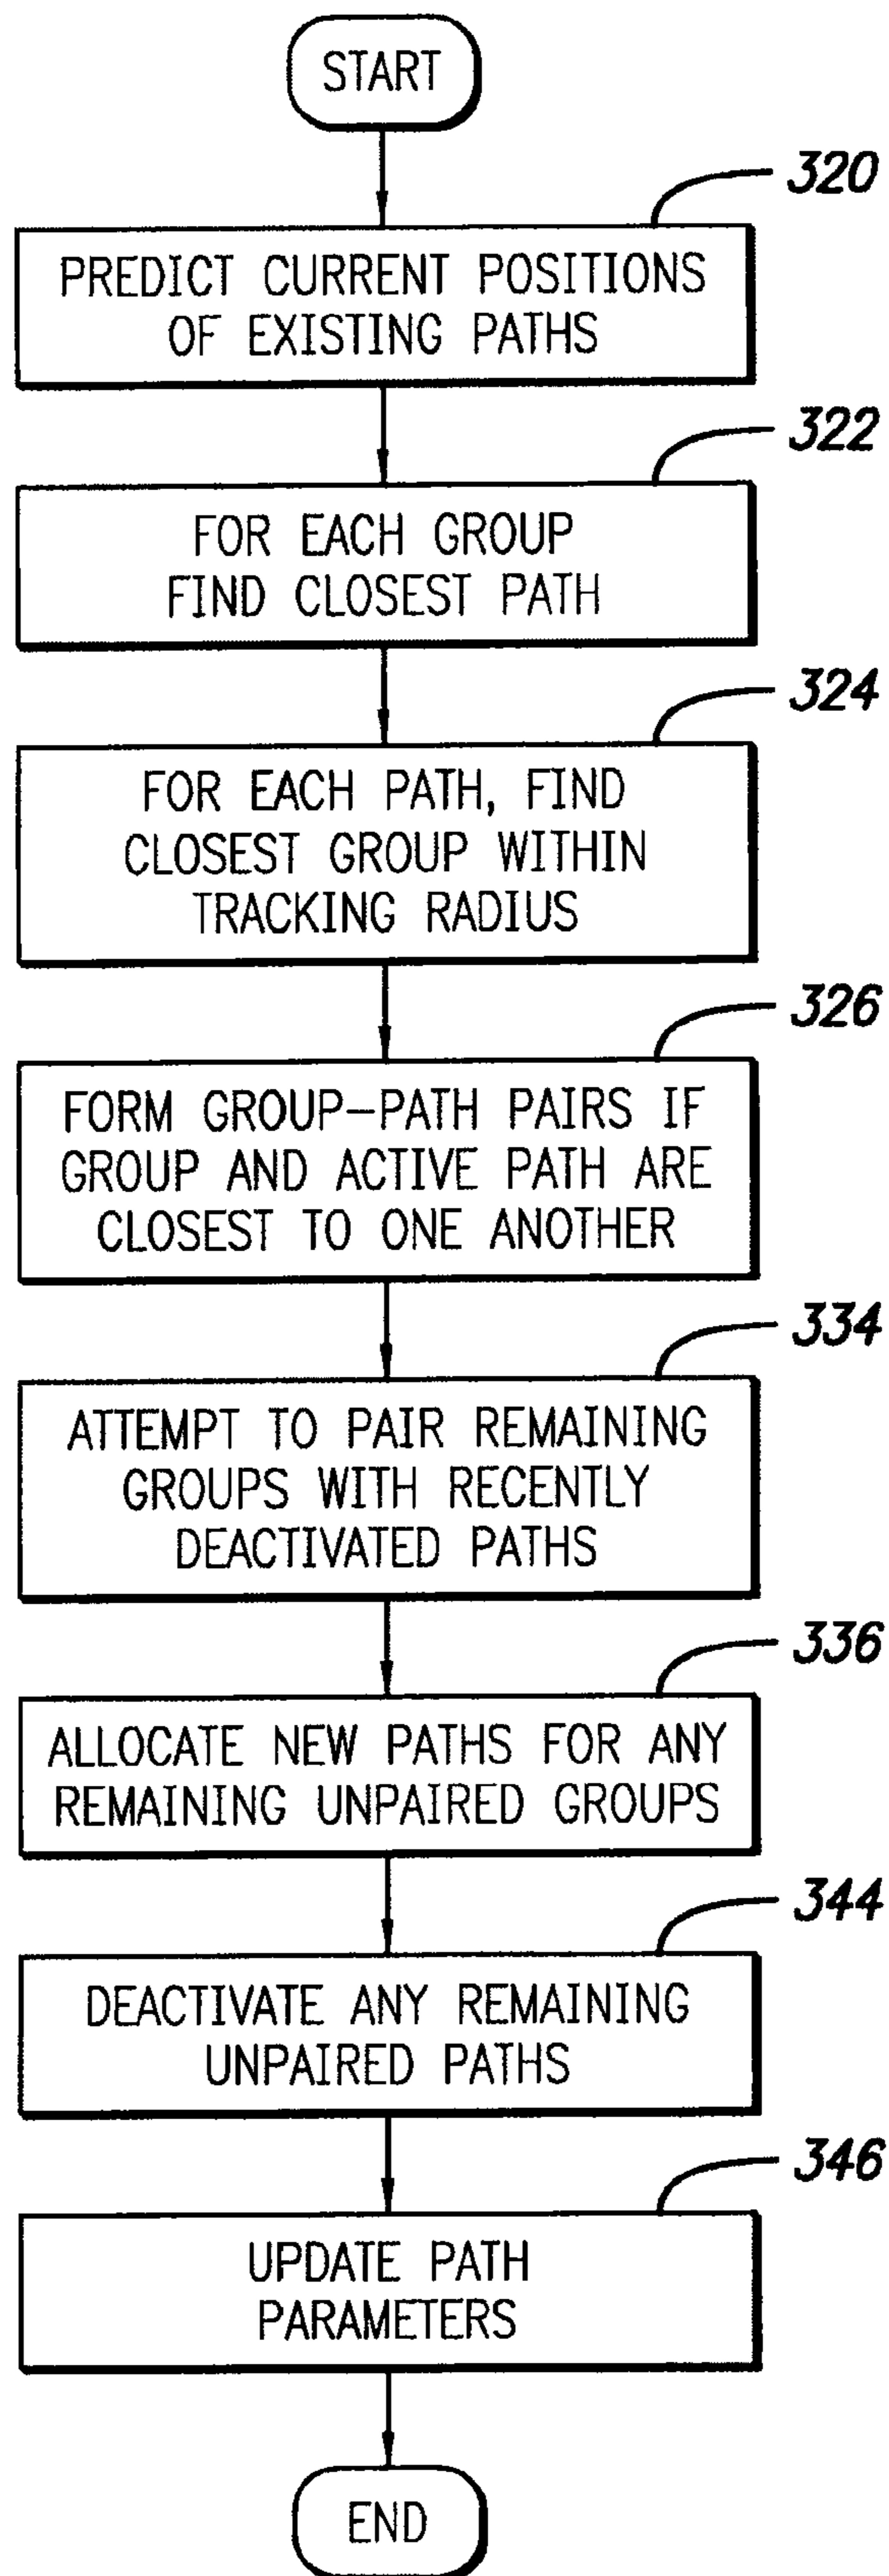 START
320
PREDICT CURRENT POSITIONS
OF EXISTING PATHS
322
FOR EACH GROUP
FIND CLOSEST PATH
324
FOR EACH PATH, FIND
CLOSEST GROUP WITHIN
TRACKING RADIUS
326
FORM GROUP-PATH PAIRS IF
GROUP AND ACTIVE PATH ARE
CLOSEST TO ONE ANOTHER
334
ATTEMPT TO PAIR REMAINING
GROUPS WITH RECENTLY
DEACTIVATED PATHS
336
ALLOCATE NEW PATHS FOR ANY
REMAINING UNPAIRED GROUPS
344
DEACTIVATE ANY REMAINING
UNPAIRED PATHS
346
UPDATE PATH
PARAMETERS
END